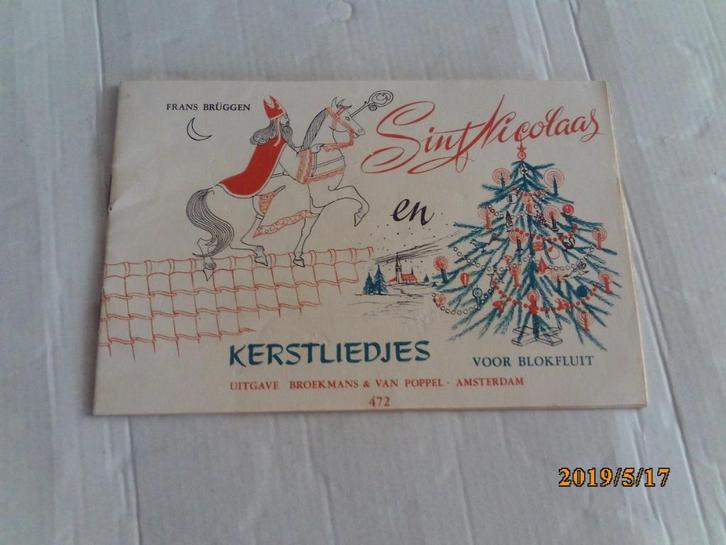 FRANS BRÜGGEN
Sint Nicolaas
en
KERSTLIEDJES
VOOR BLOKFLUIT
UITGAVE BROEKMANS & VAN POPPEL - AMSTERDAM
472
2019/5/17